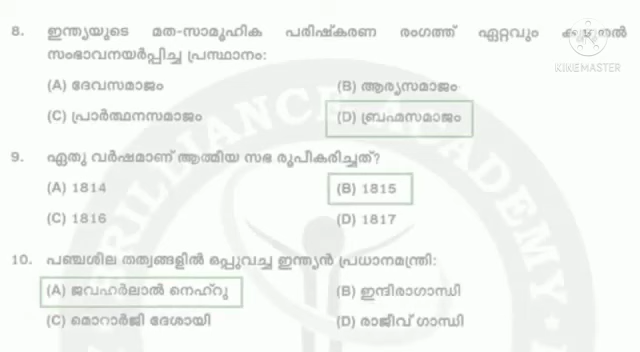 8. ഇന്ത്യയുടെ മത-സാമൂഹിക പരിഷ്കരണ രംഗത്ത് ഏറ്റവും
സംഭാവനയർപ്പിച്ച പ്രസ്ഥാനം:
(A) ദേവസമാജം (B) ആര്യസമാജം
(C) പ്രാർത്ഥനസമാജം (D) ബ്രഹ്മസമാജം
9. ഏതു വർഷമാണ് ആത്മിയ സഭ രൂപീകരിച്ചത്?
(A) 1814 (B) 1815
(C) 1816 (D) 1817
10. പഞ്ചശില തത്വങ്ങളിൽ ഒപ്പുവച്ച ഇന്ത്യൻ പ്രധാനമന്ത്രി:
(A) ജവഹർലാൽ നെഹ്റു (B) ഇന്ദിരാഗാന്ധി
(C) മൊറാർജി ദേശായി (D) രാജീവ് ഗാന്ധി
KINEMASTER
BRILLIANCE ACADEMY